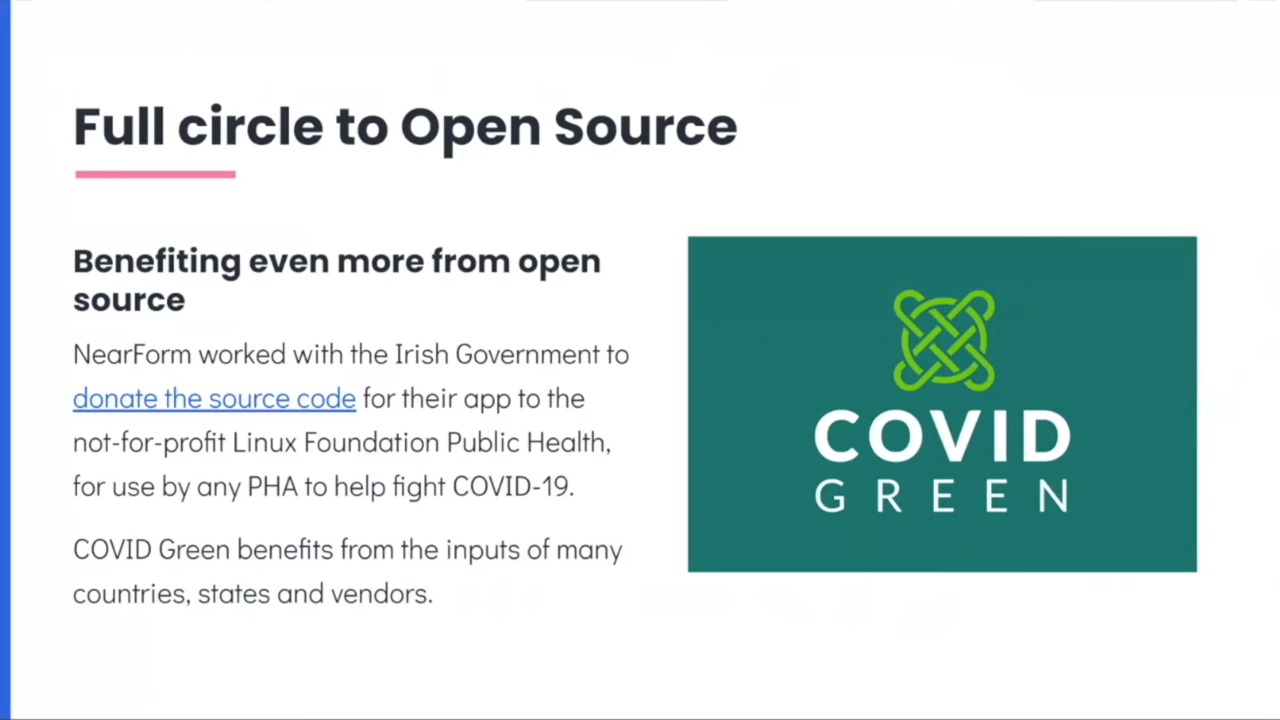 Full circle to Open Source
Benefiting even more from open
source
NearForm worked with the Irish Government to
donate the source code for their app to the
not-for-profit Linux Foundation Public Health,
for use by any PHA to help fight COVID-19.
COVID Green benefits from the inputs of many
countries, states and vendors.
COVID
GREEN